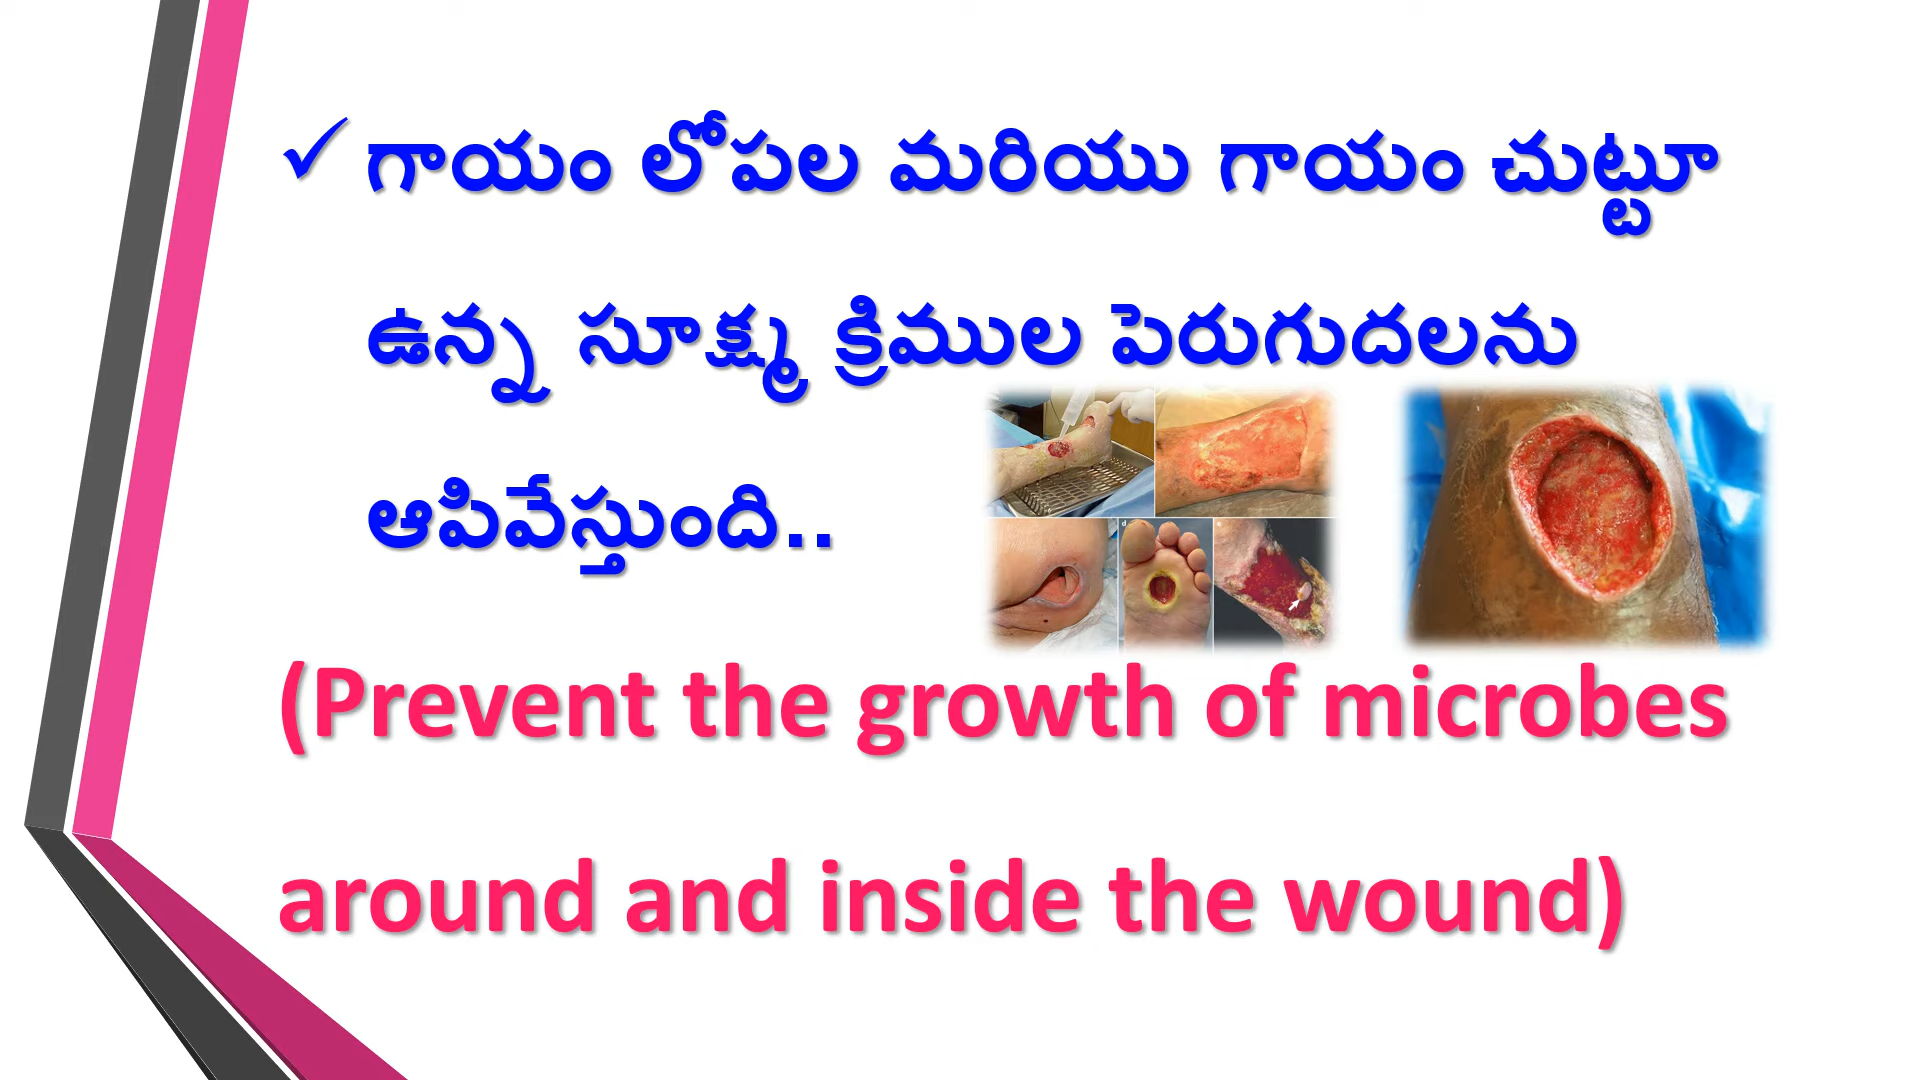 ✓ గాయం లోపల మరియు గాయం చుట్టూ
ఉన్న సూక్ష్మ క్రిముల పెరుగుదలను
ఆపివేస్తుంది..
(Prevent the growth of microbes
around and inside the wound)